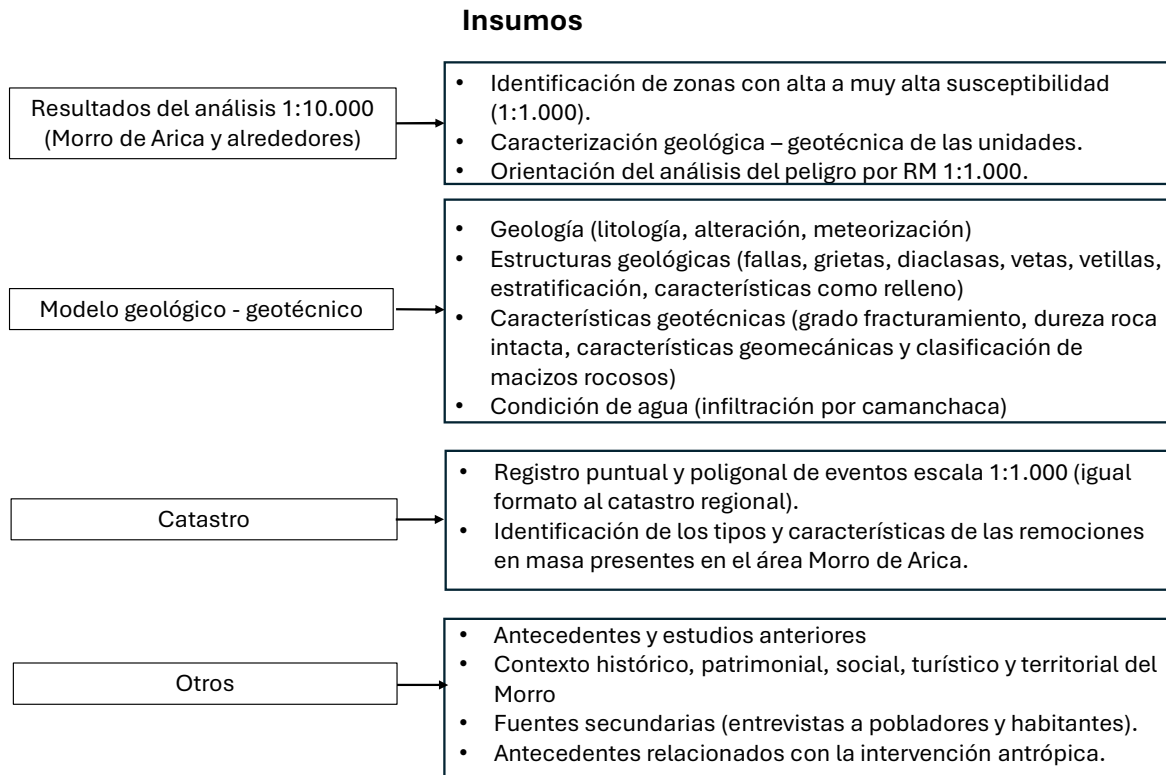 Insumos
Resultados del análisis 1:10.000
(Morro de Arica y alrededores)
• Identificación de zonas con alta a muy alta susceptibilidad
(1:1.000).
• Caracterización geológica – geotécnica de las unidades.
• Orientación del análisis del peligro por RM 1:1.000.
Modelo geológico - geotécnico
• Geología (litología, alteración, meteorización)
• Estructuras geológicas (fallas, grietas, diaclasas, vetas, vetillas,
estratificación, características como relleno)
• Características geotécnicas (grado fracturamiento, dureza roca
intacta, características geomecánicas y clasificación de
macizos rocosos)
• Condición de agua (infiltración por camanchaca)
Catastro
• Registro puntual y poligonal de eventos escala 1:1.000 (igual
formato al catastro regional).
• Identificación de los tipos y características de las remociones
en masa presentes en el área Morro de Arica.
Otros
• Antecedentes y estudios anteriores
• Contexto histórico, patrimonial, social, turístico y territorial del
Morro
• Fuentes secundarias (entrevistas a pobladores y habitantes).
• Antecedentes relacionados con la intervención antrópica.